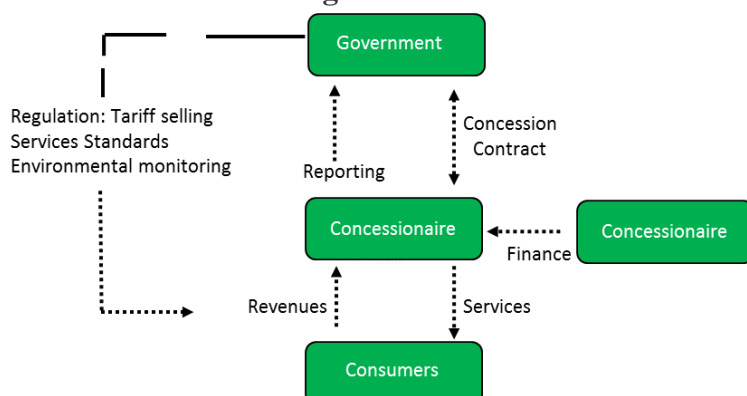 Government
Regulation: Tariff selling
Services Standards
Environmental monitoring
Concession
Contract
Reporting
Concessionaire
Concessionaire
Finance
Revenues
Services
Consumers